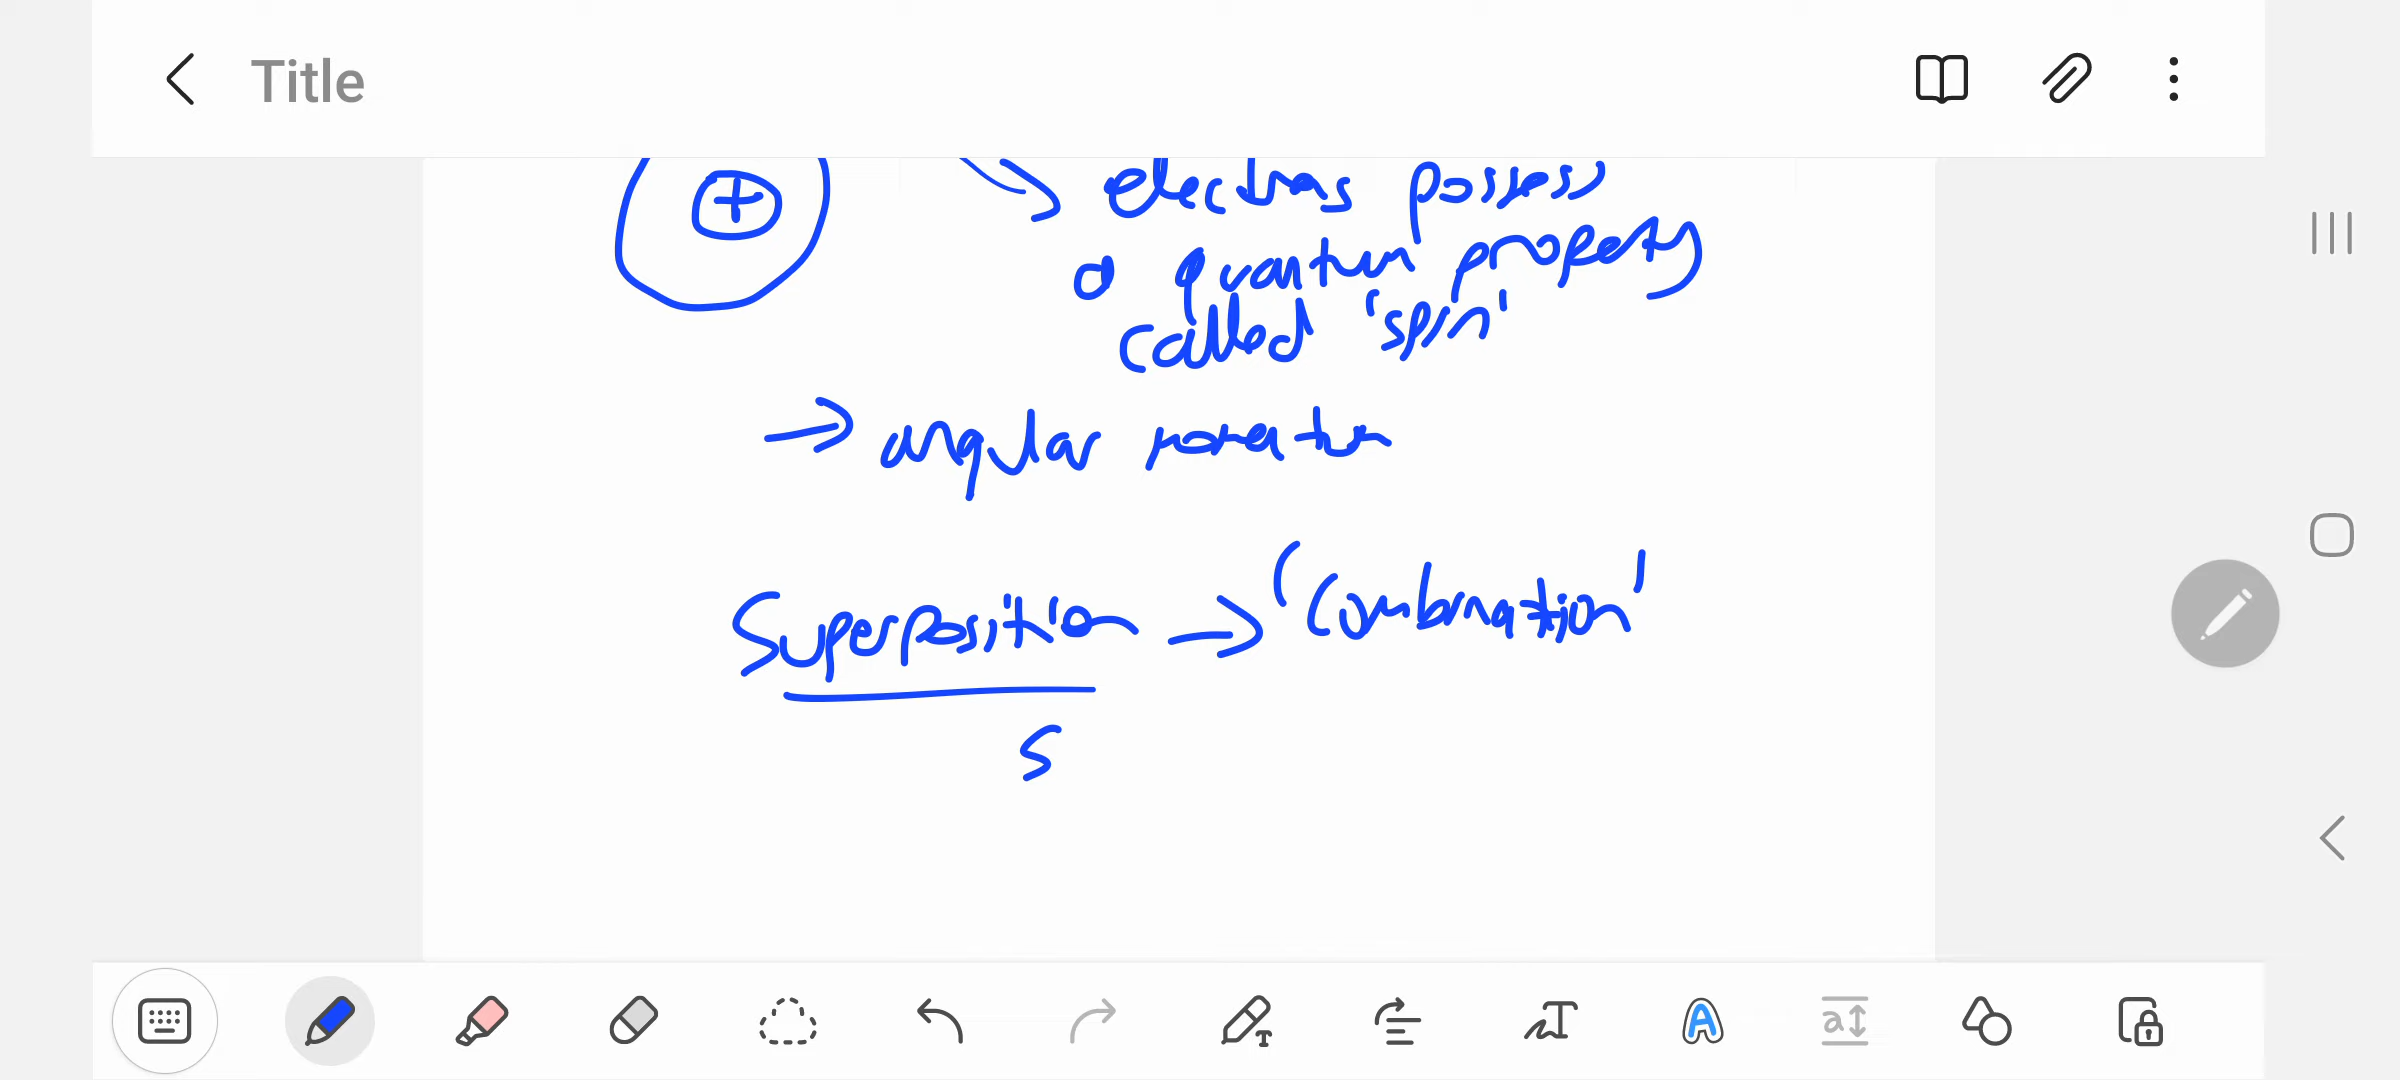 Title
+
→ electrons possess
a quantum property
called 'spin'
→ angular momentum
Superposition → 'Combination'
S
T
T
A
a